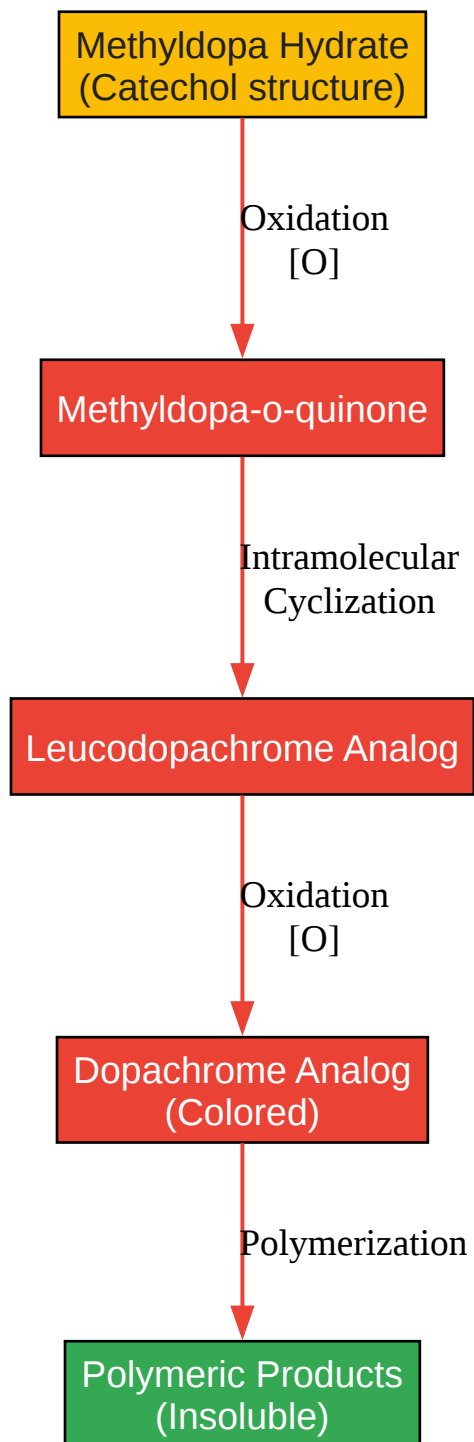 Methyldopa Hydrate
(Catechol structure)
Oxidation
[O]
Methyldopa-o-quinone
Intramolecular
Cyclization
Leucodopachrome Analog
Oxidation
[O]
Dopachrome Analog
(Colored)
Polymerization
Polymeric Products
(Insoluble)